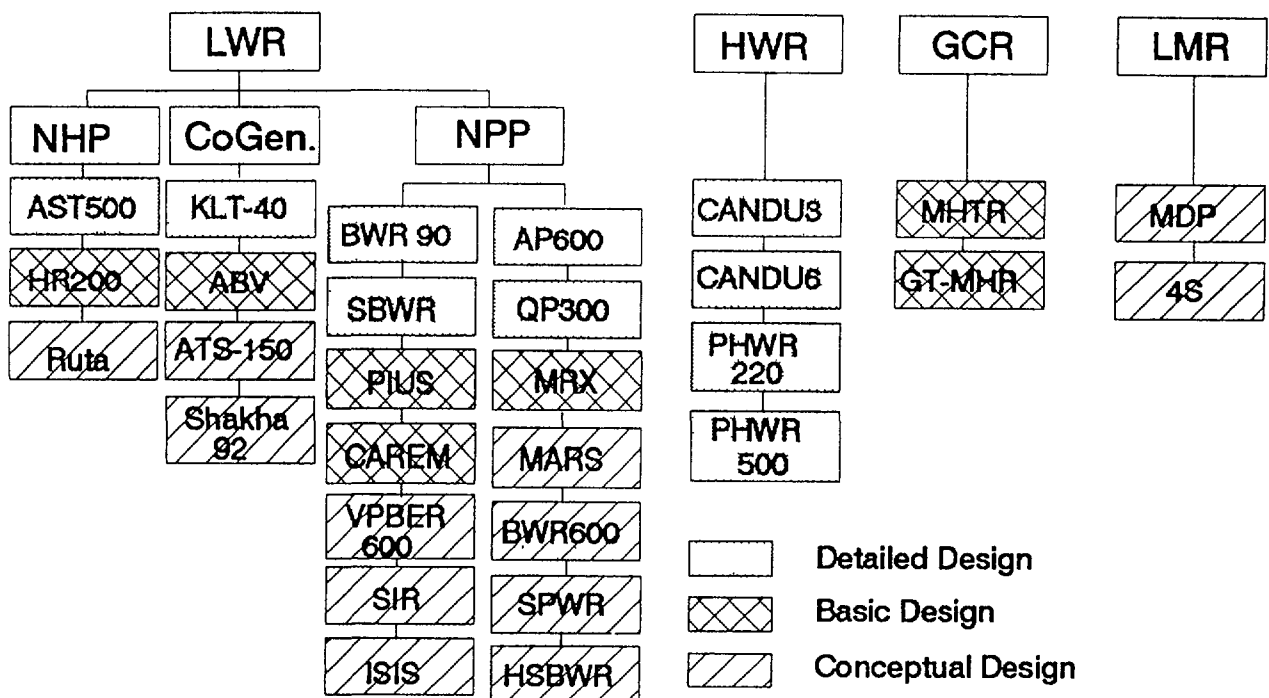 LWR
HWR
GCR
LMR
NHP
CoGen.
NPP
AST500
HR200
Ruta
KLT-40
ABV
ATS-150
Shakha
92
BWR 90
SBWR
PIUS
CAREM
VPBER
600
SIR
ISIS
AP600
QP300
MRX
MARS
BWR600
SPWR
HSBWR
CANDU3
CANDU6
PHWR
220
PHWR
500
MHTR
GT-MHR
MDP
4S
Detailed Design
Basic Design
Conceptual Design